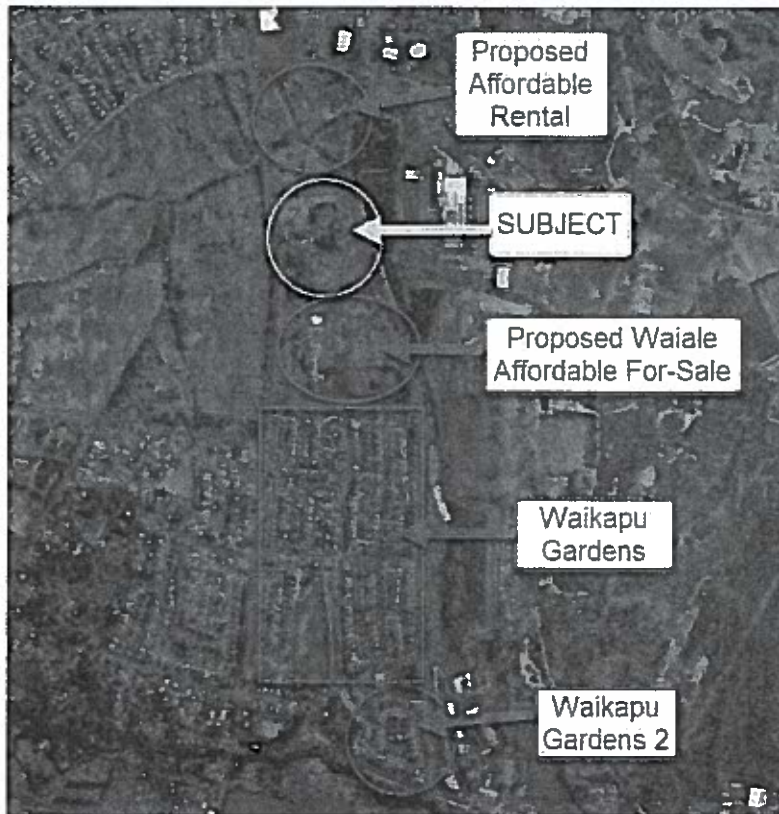 Proposed
Affordable
Rental
SUBJECT
Proposed Waiale
Affordable For-Sale
Waikapu
Gardens
Waikapu
Gardens 2